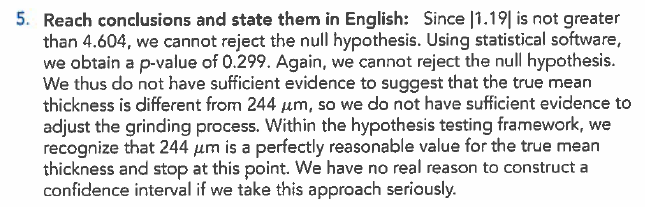 5. Reach conclusions and state them in English: Since |1.19| is not greater
than 4.604, we cannot reject the null hypothesis. Using statistical software,
we obtain a p-value of 0.299. Again, we cannot reject the null hypothesis.
We thus do not have sufficient evidence to suggest that the true mean
thickness is different from 244 μm, so we do not have sufficient evidence to
adjust the grinding process. Within the hypothesis testing framework, we
recognize that 244 μm is a perfectly reasonable value for the true mean
thickness and stop at this point. We have no real reason to construct a
confidence interval if we take this approach seriously.